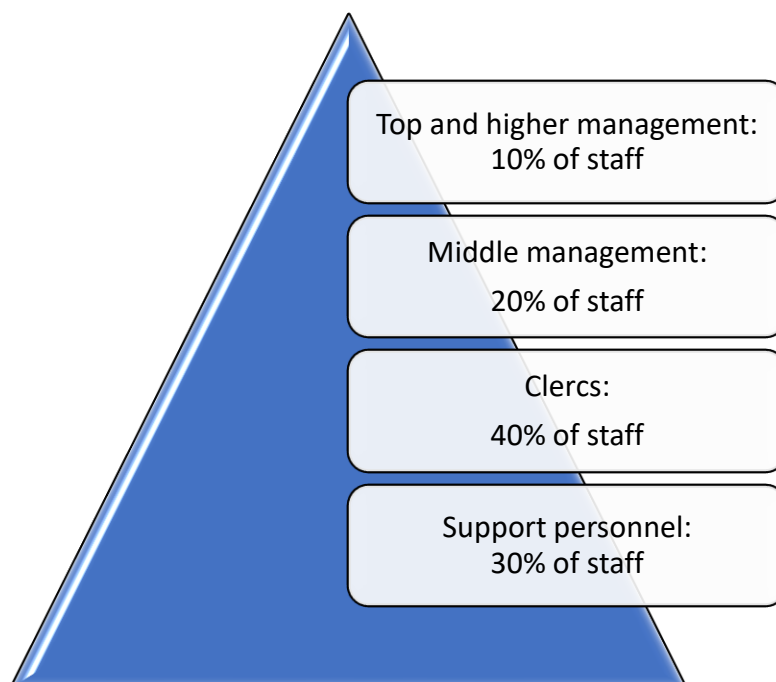 Top and higher management:
10% of staff
Middle management:
20% of staff
Clercs:
40% of staff
Support personnel:
30% of staff